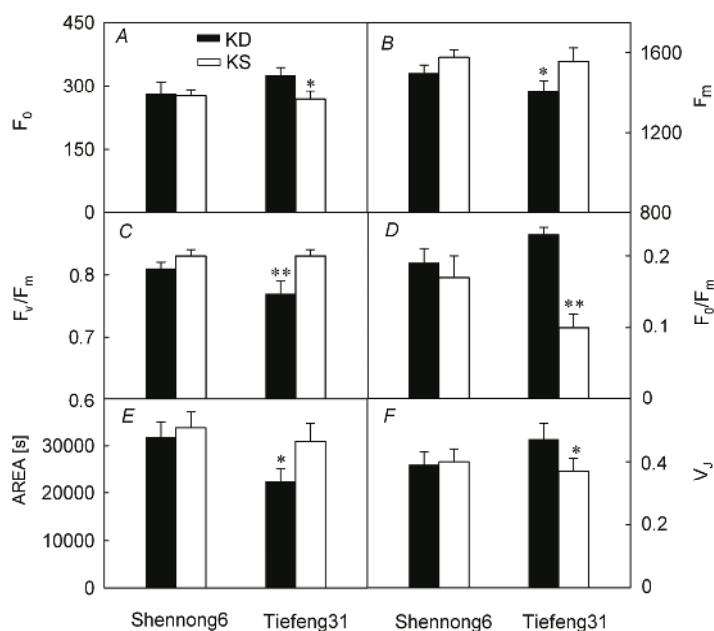 A
KD
KS
450
300
150
0
F0
*
B
1600
1200
800
Fm
*
C
0.8
0.7
0.6
Fv/Fm
**
D
0.2
0.1
0
F0/Fm
**
E
30000
20000
10000
0
AREA [s]
*
F
0.4
0.2
0
VJ
*
Shennong6
Tiefeng31
Shennong6
Tiefeng31